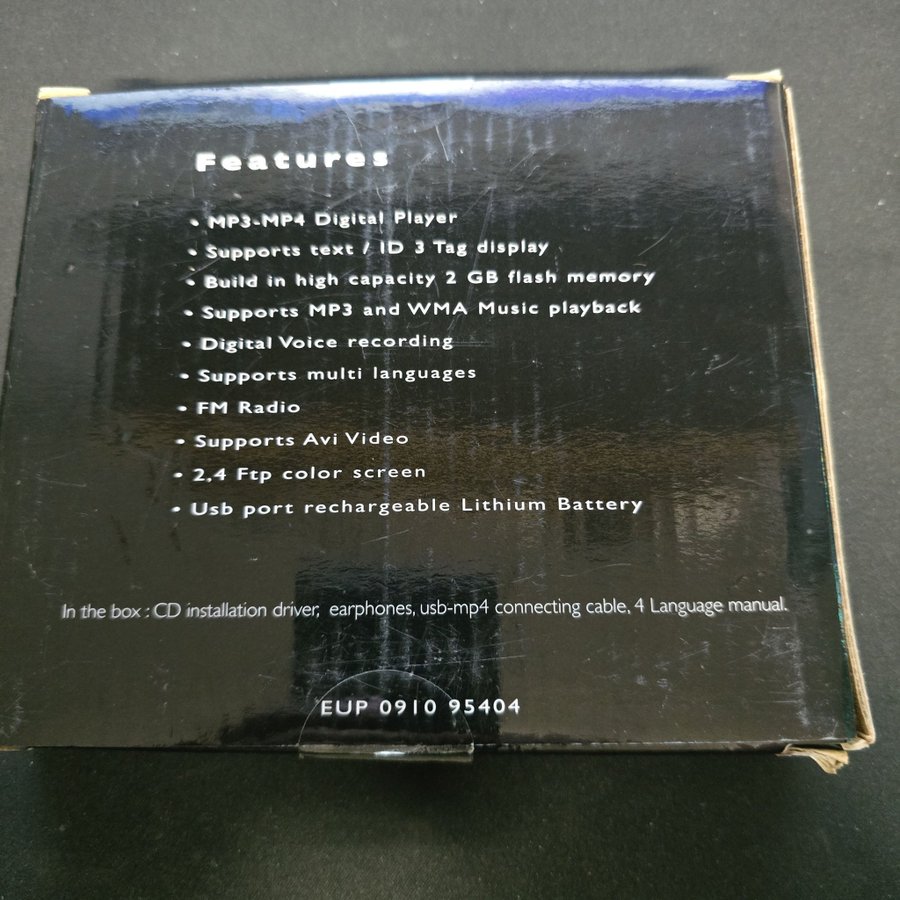 Features
• MP3-MP4 Digital Player
• Supports text / ID 3 Tag display
• Build in high capacity 2 GB flash memory
• Supports MP3 and WMA Music playback
• Digital Voice recording
• Supports multi languages
• FM Radio
• Supports Avi Video
• 2,4 Ftp color screen
• Usb port rechargeable Lithium Battery
In the box : CD installation driver, earphones, usb-mp4 connecting cable, 4 Language manual.
EUP 0910 95404